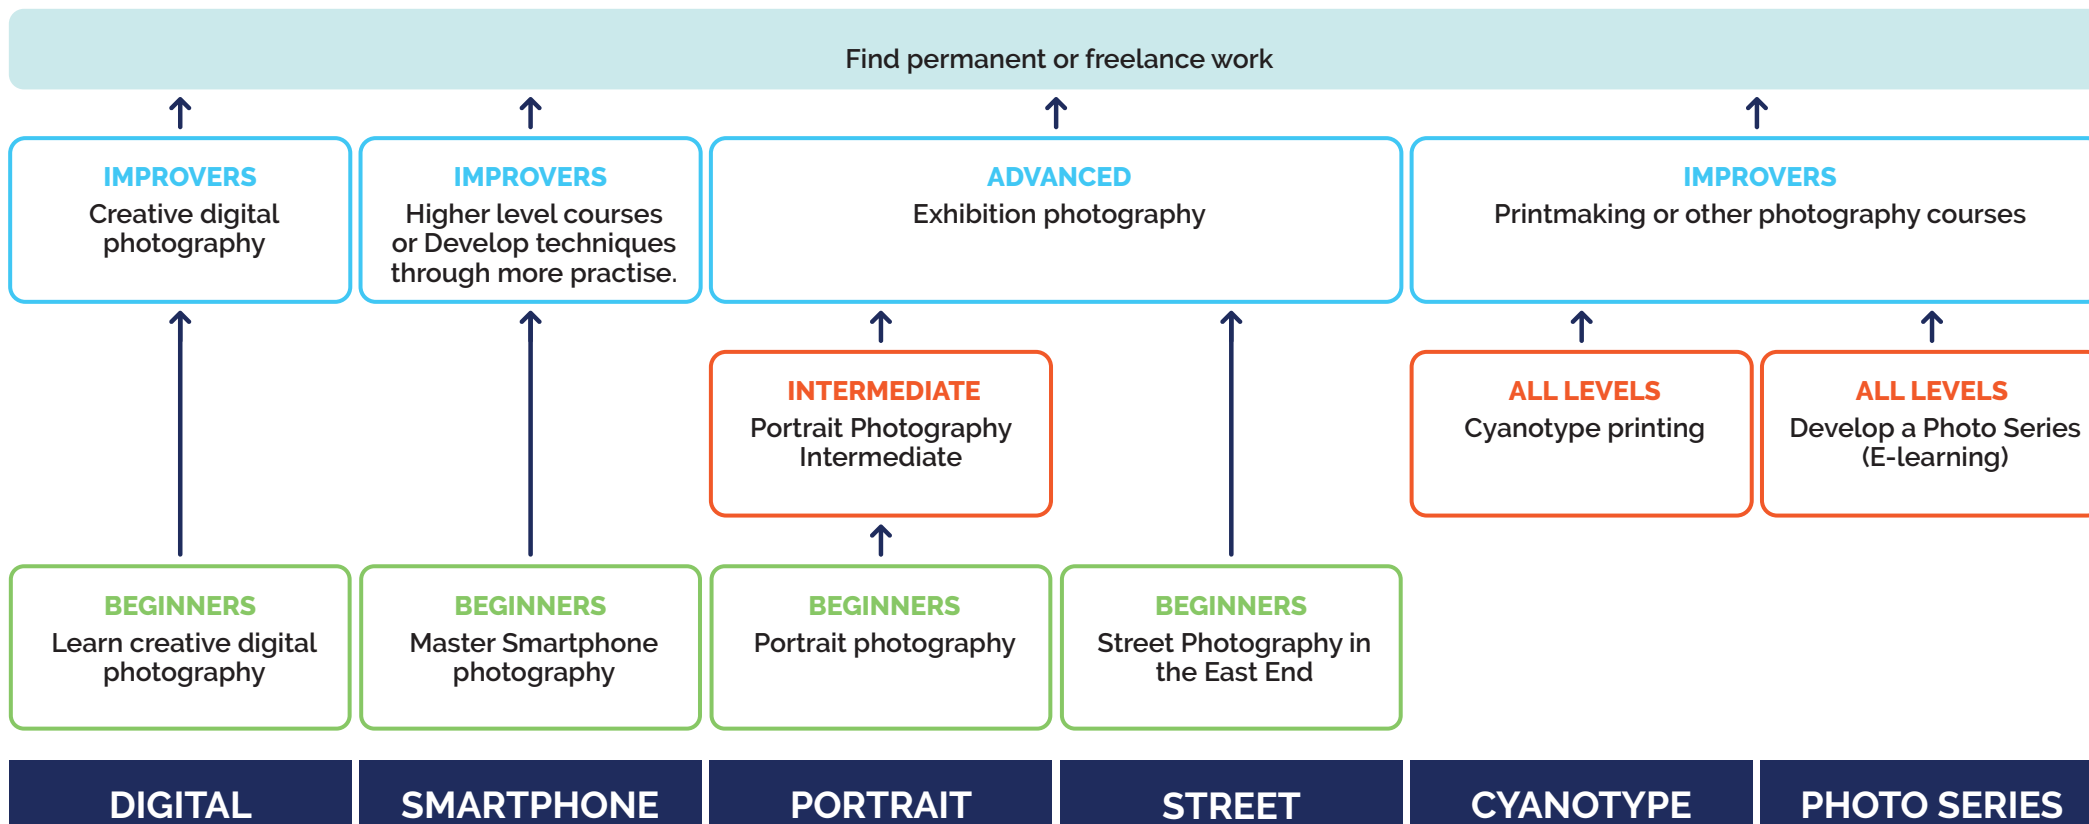 Find permanent or freelance work
IMPROVERS
Creative digital
photography
IMPROVERS
Higher level courses
or Develop techniques
through more practise.
ADVANCED
Exhibition photography
IMPROVERS
Printmaking or other photography courses
INTERMEDIATE
Portrait Photography
Intermediate
ALL LEVELS
Cyanotype printing
ALL LEVELS
Develop a Photo Series
(E-learning)
BEGINNERS
Learn creative digital
photography
BEGINNERS
Master Smartphone
photography
BEGINNERS
Portrait photography
BEGINNERS
Street Photography in
the East End
DIGITAL
SMARTPHONE
PORTRAIT
STREET
CYANOTYPE
PHOTO SERIES